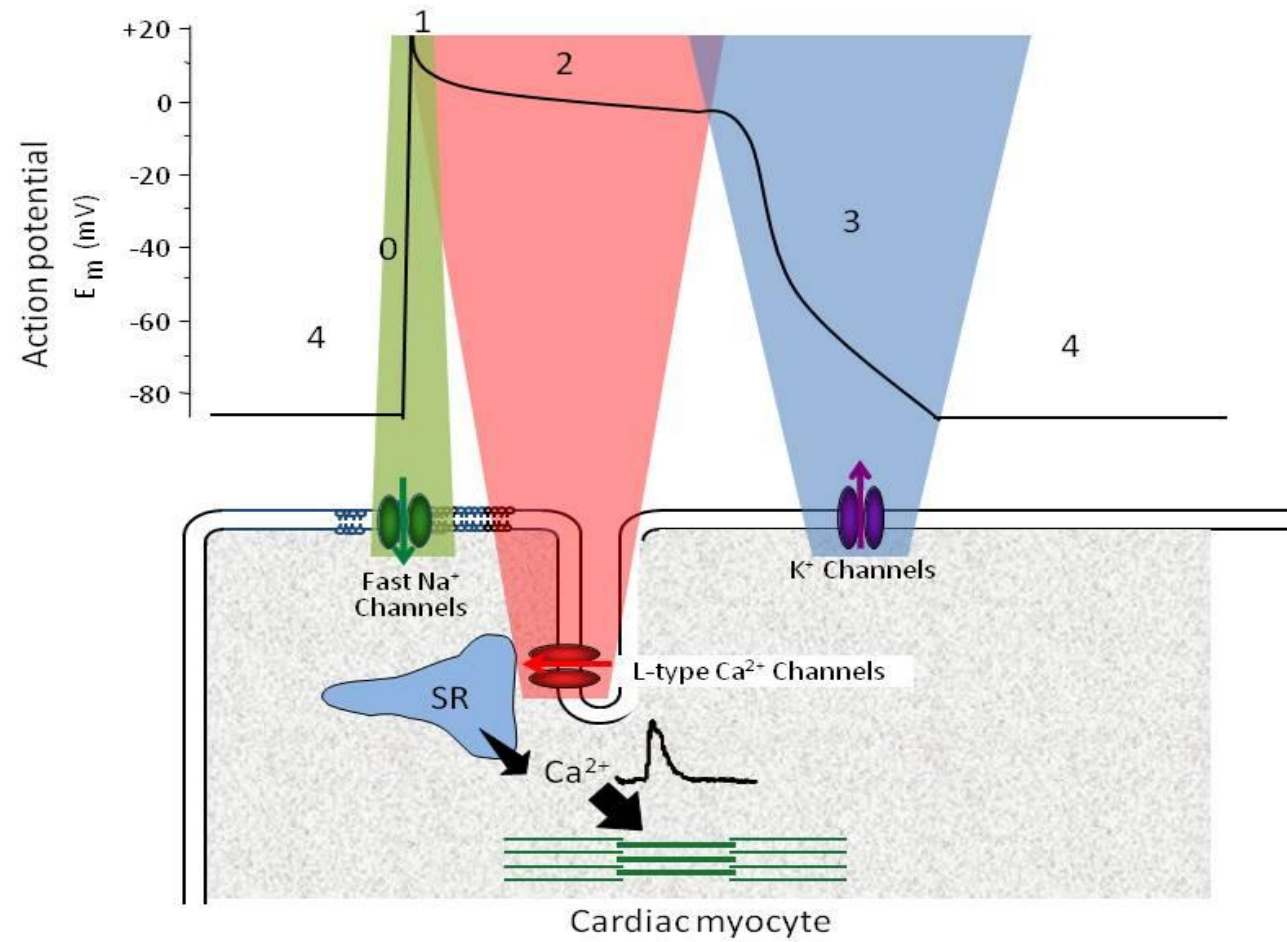 Action potential
E m (mV)
+20
0
-20
-40
-60
-80
1
2
0
3
4
4
Fast Na⁺
Channels
K⁺ Channels
L-type Ca²⁺ Channels
SR
Ca²⁺
Cardiac myocyte